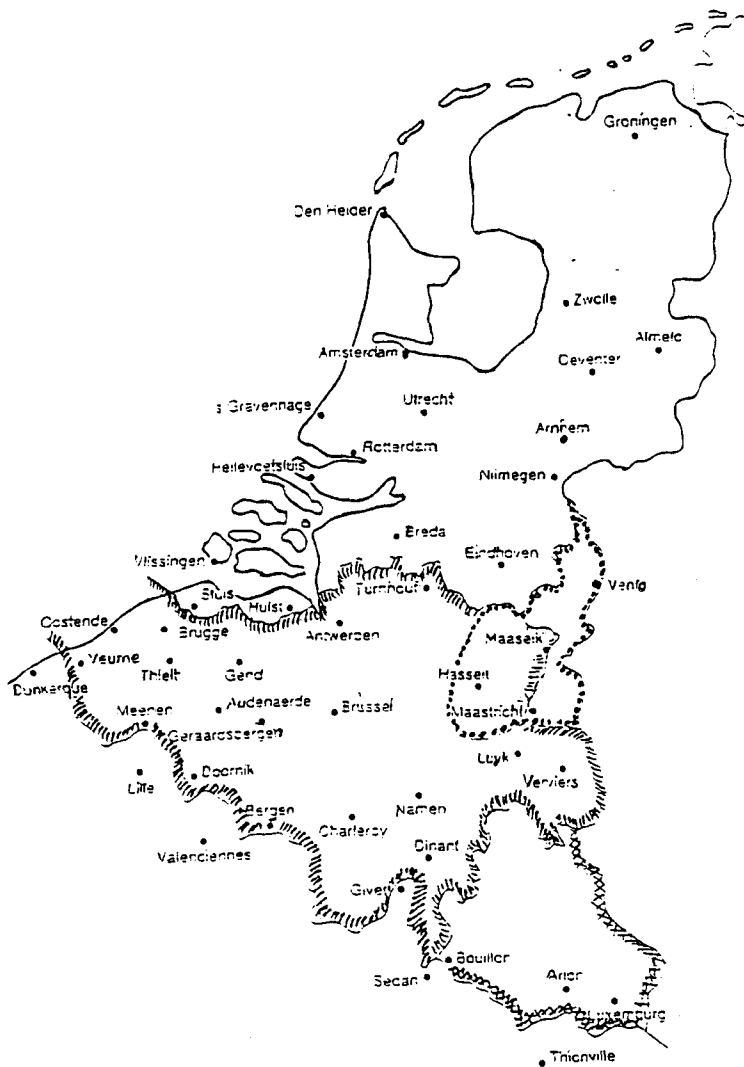 Groningen
Den Helder
Zwolle
Almelo
Amsterdam
Deventer
Utrecht
s Gravenhage
Arnhem
Rotterdam
Hellevoetsluis
Nijmegen
Breda
Eindhoven
Vlissingen
Turnhout
Venlo
Sluis
Hulst
Oostende
Brugge
Antwerpen
Maaseik
Veurne
Thielt
Gend
Hasselt
Dunkerque
Meenen
Audenaerde
Brussel
Maastricht
Geraardsbergen
Luyk
Doornik
Verviers
Lille
Namen
Bergen
Charleroy
Valenciennes
Dinant
Givet
Bouillon
Sedan
Arlon
Luxemburg
Thionville